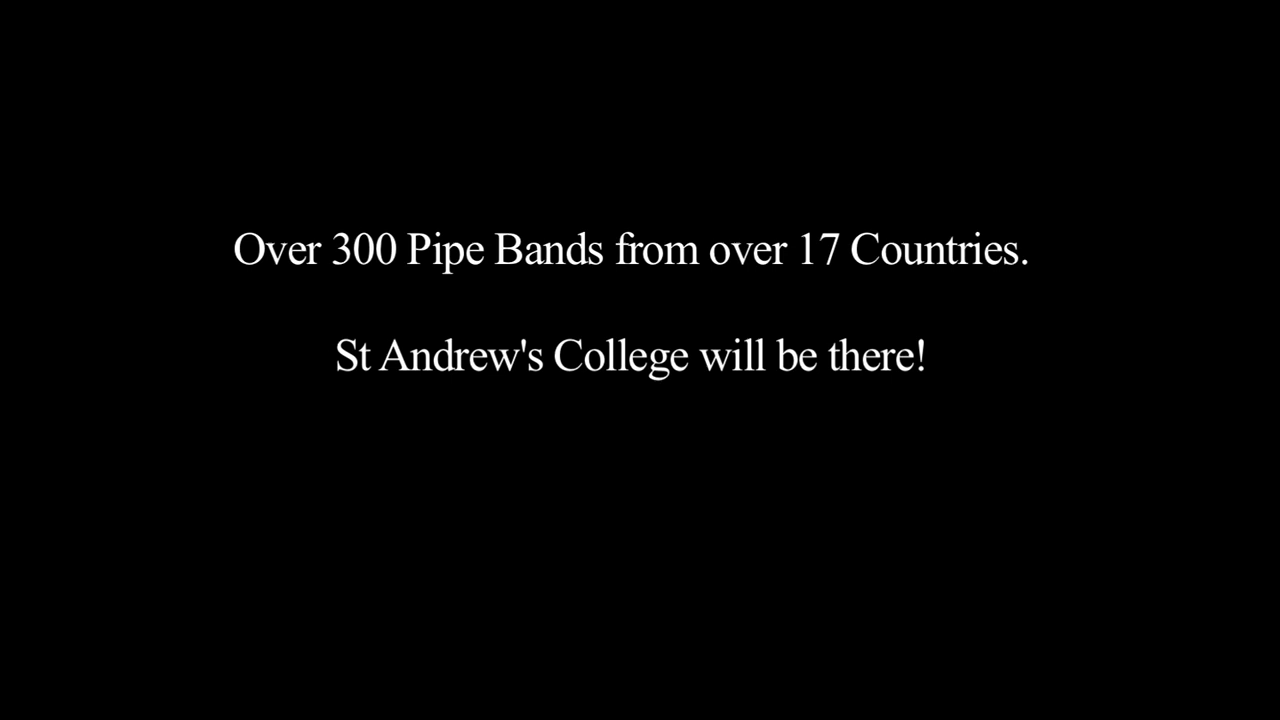 Over 300 Pipe Bands from over 17 Countries.
St Andrew's College will be there!